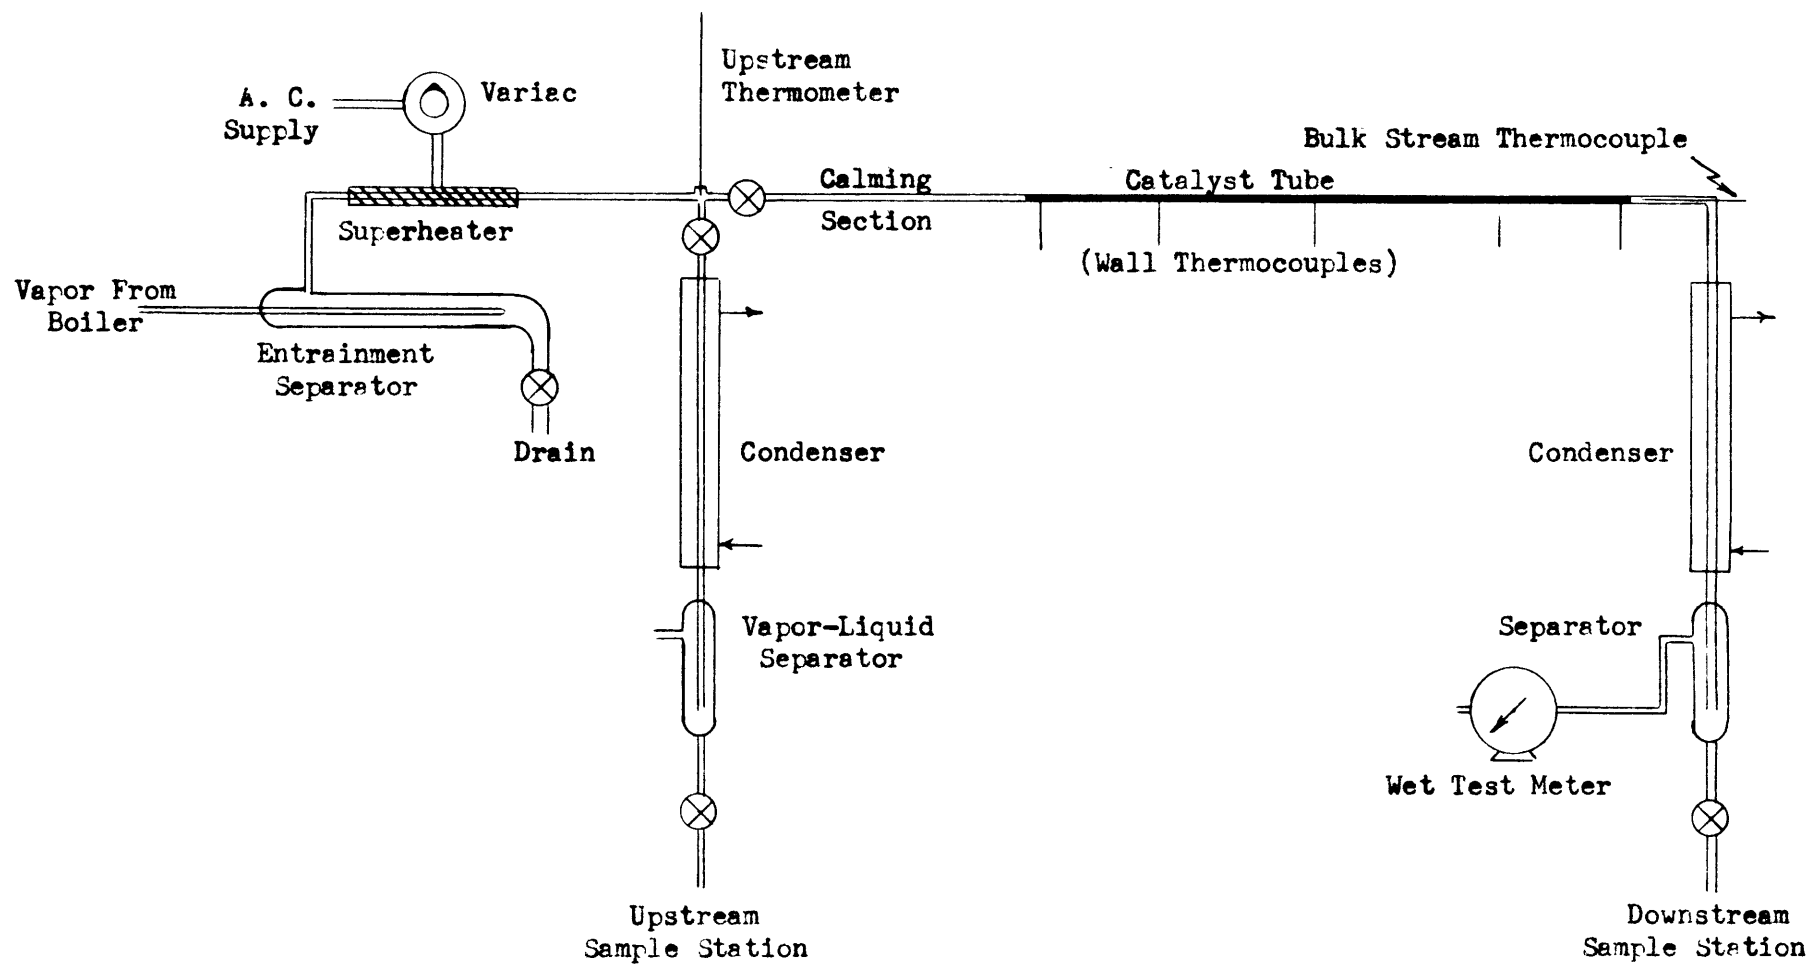 Upstream
Thermometer
A. C.
Supply
Variac
Bulk Stream Thermocouple
Calming
Section
Catalyst Tube
Superheater
(Wall Thermocouples)
Vapor From
Boiler
Entrainment
Separator
Drain
Condenser
Condenser
Vapor-Liquid
Separator
Separator
Wet Test Meter
Upstream
Sample Station
Downstream
Sample Station